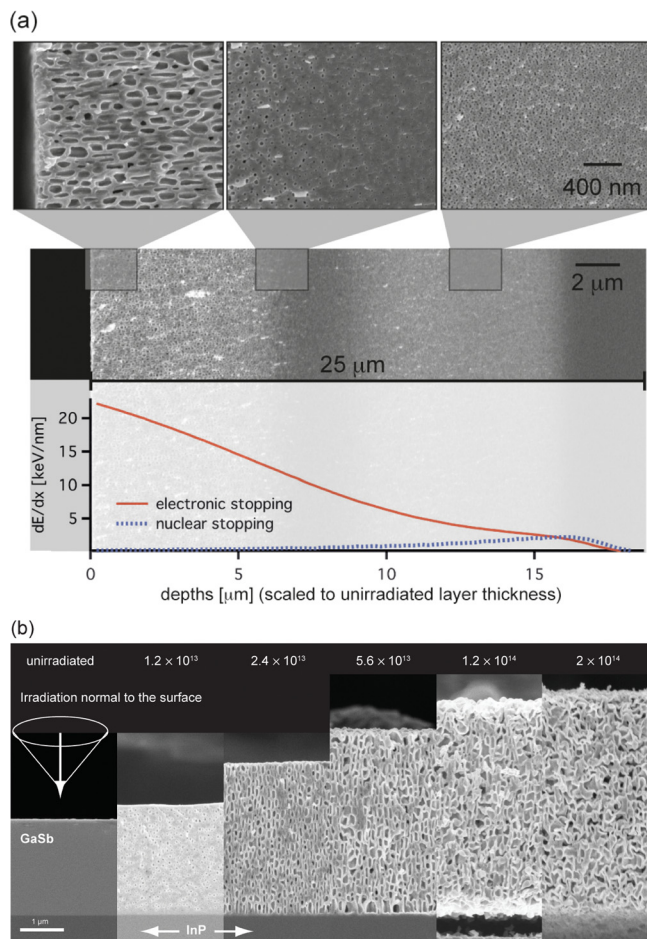 (a)
400 nm
2 μm
25 μm
dE/dx [keV/nm]
20
15
10
5
electronic stopping
nuclear stopping
0 5 10 15
depths [μm] (scaled to unirradiated layer thickness)
(b)
unirradiated 1.2 × 10¹³ 2.4 × 10¹³ 5.6 × 10¹³ 1.2 × 10¹⁴ 2 × 10¹⁴
Irradiation normal to the surface
GaSb
1 μm
InP